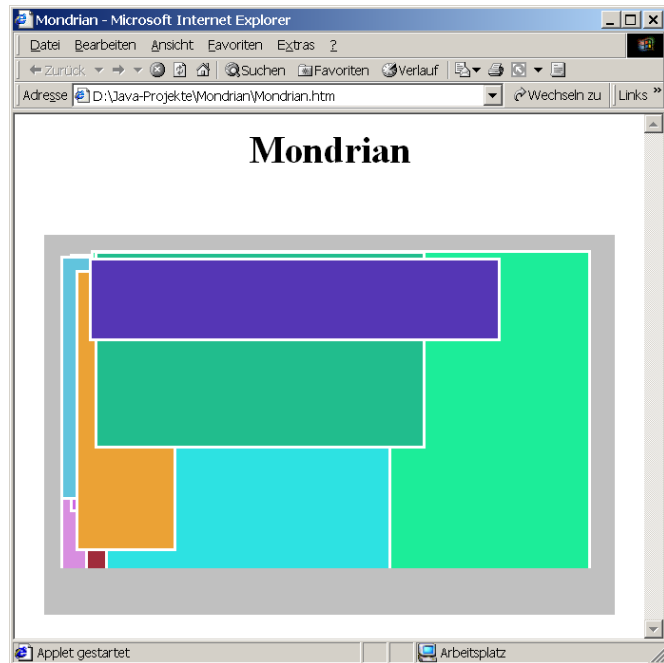 Mondrian - Microsoft Internet Explorer
Datei Bearbeiten Ansicht Favoriten Extras ?
Zurück Suchen Favoriten Verlauf
Adresse D:\Java-Projekte\Mondrian\Mondrian.htm Wechseln zu Links »
Mondrian
Applet gestartet Arbeitsplatz